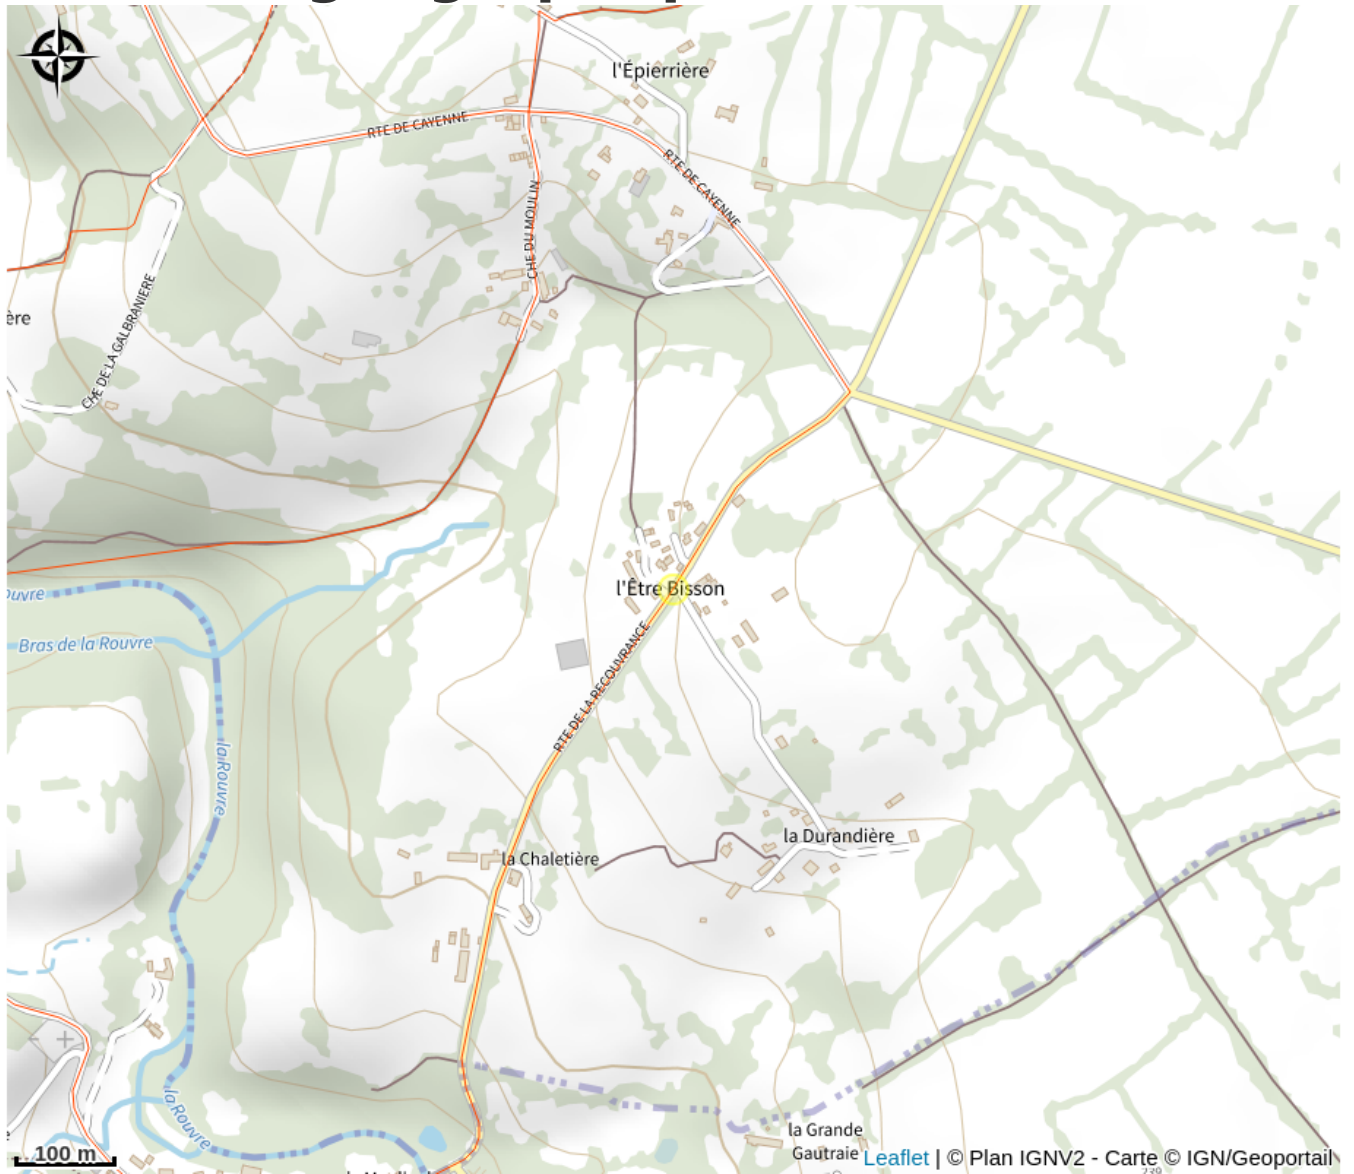 l'Épierrière
RTE DE CAYENNE
RTE DE CAYENNE
CHE DU MOULIN
CHE DE LA GALBRANIERE
ère
l'Être Bisson
ouvre
Bras de la Rouvre
RTE DE LA RECOUVRANCE
la Rouvre
la Durandière
la Chaletière
la Rouvre
la Grande
Gautraie
100 m
Leaflet | © Plan IGNV2 - Carte © IGN/Geoportail